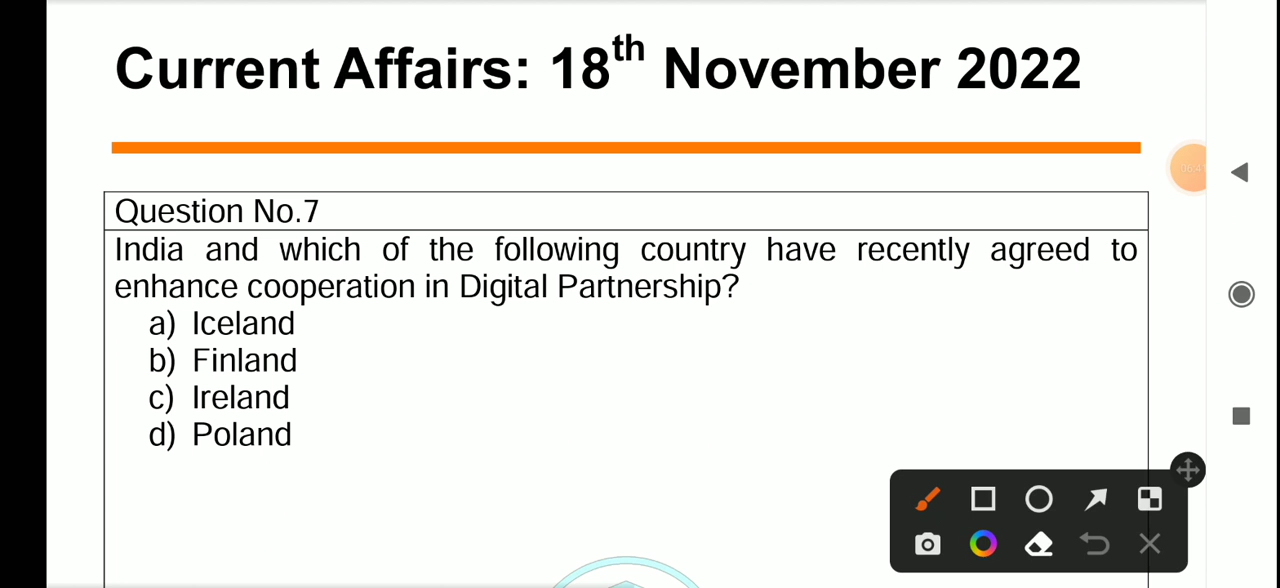 Current Affairs: 18th November 2022
Question No.7
India and which of the following country have recently agreed to
enhance cooperation in Digital Partnership?
a) Iceland
b) Finland
c) Ireland
d) Poland